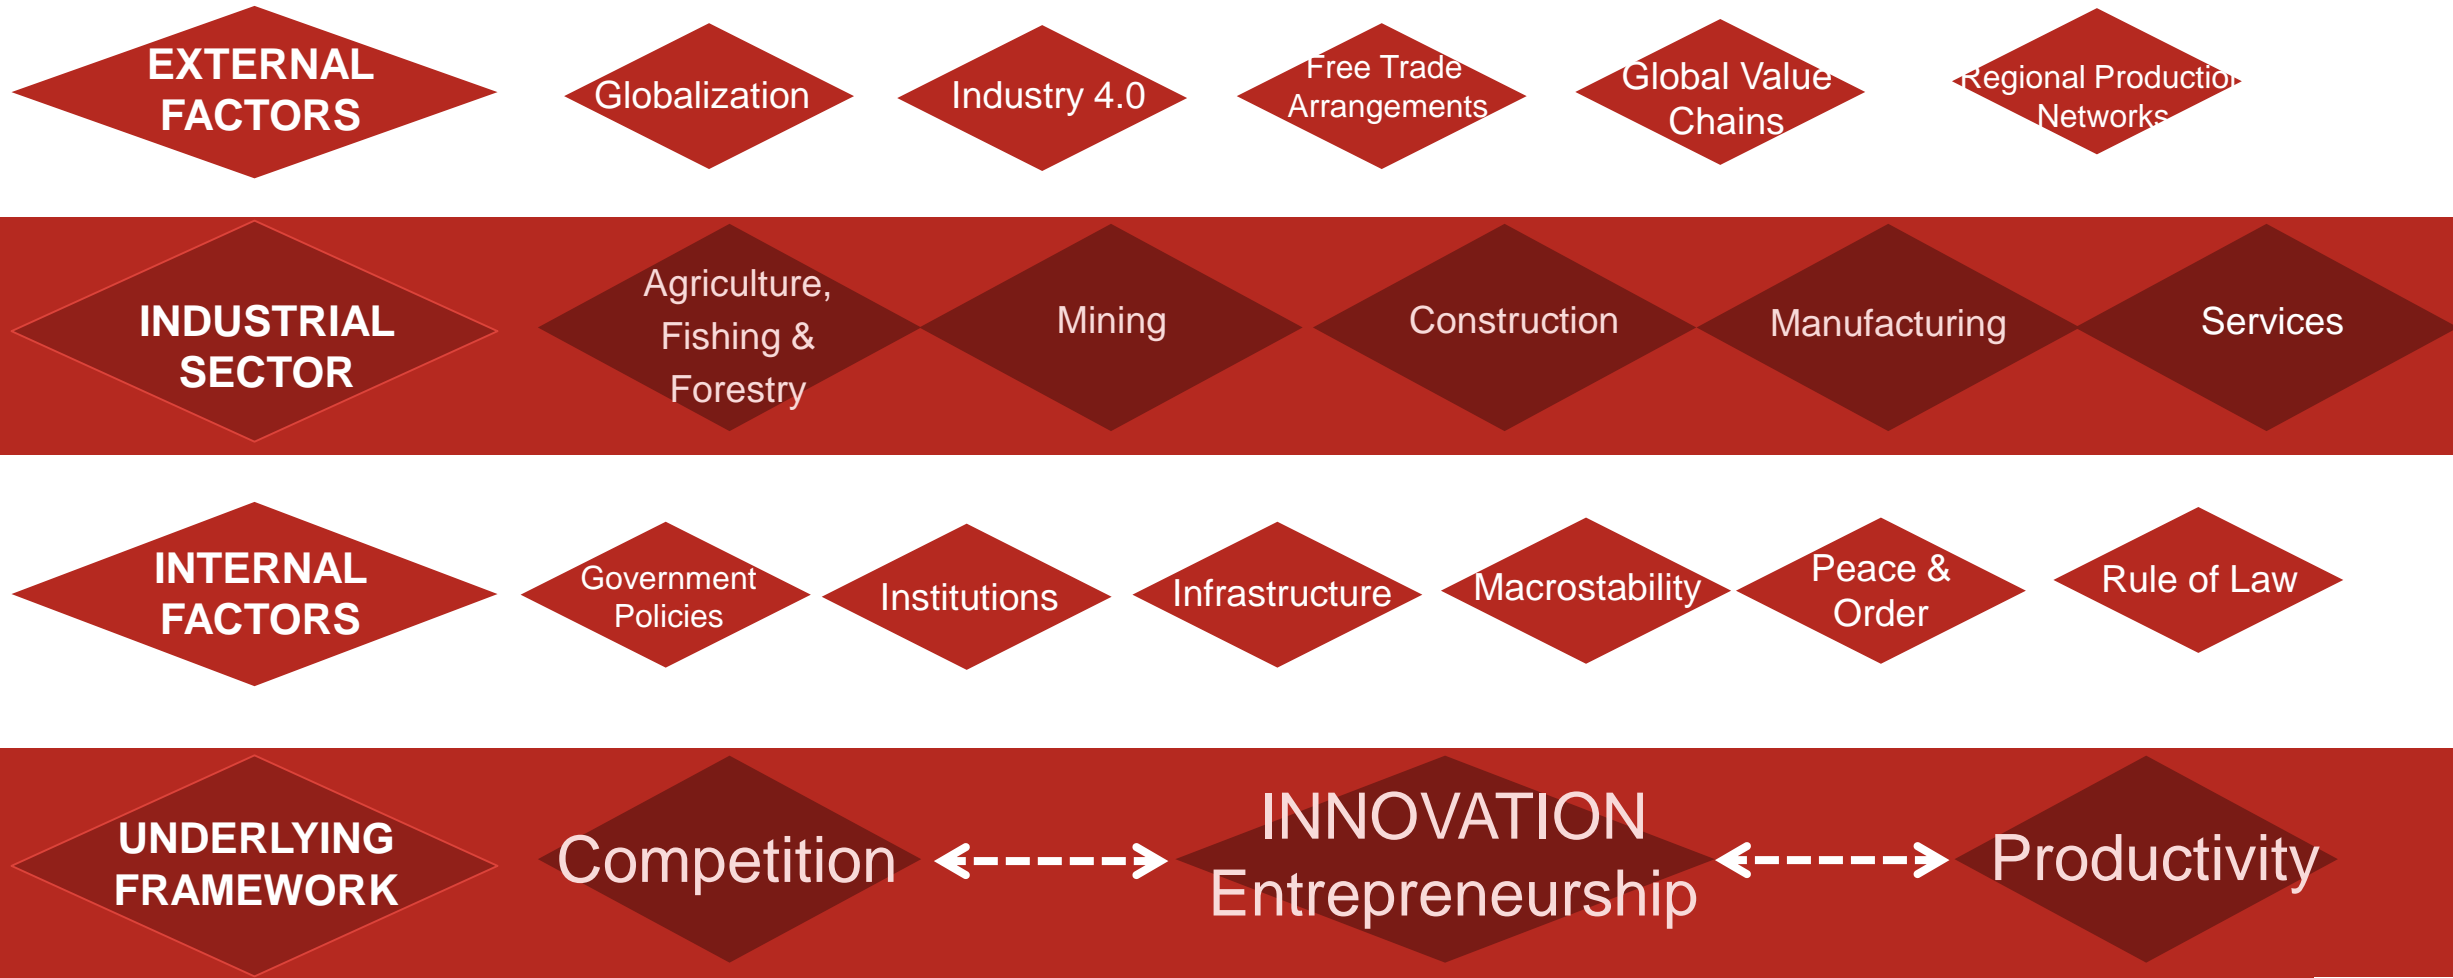 EXTERNAL
FACTORS
Globalization
Industry 4.0
Free Trade
Arrangements
Global Value
Chains
Regional Production
Networks
INDUSTRIAL
SECTOR
Agriculture,
Fishing &
Forestry
Mining
Construction
Manufacturing
Services
INTERNAL
FACTORS
Government
Policies
Institutions
Infrastructure
Macrostability
Peace &
Order
Rule of Law
UNDERLYING
FRAMEWORK
Competition
INNOVATION
Entrepreneurship
Productivity